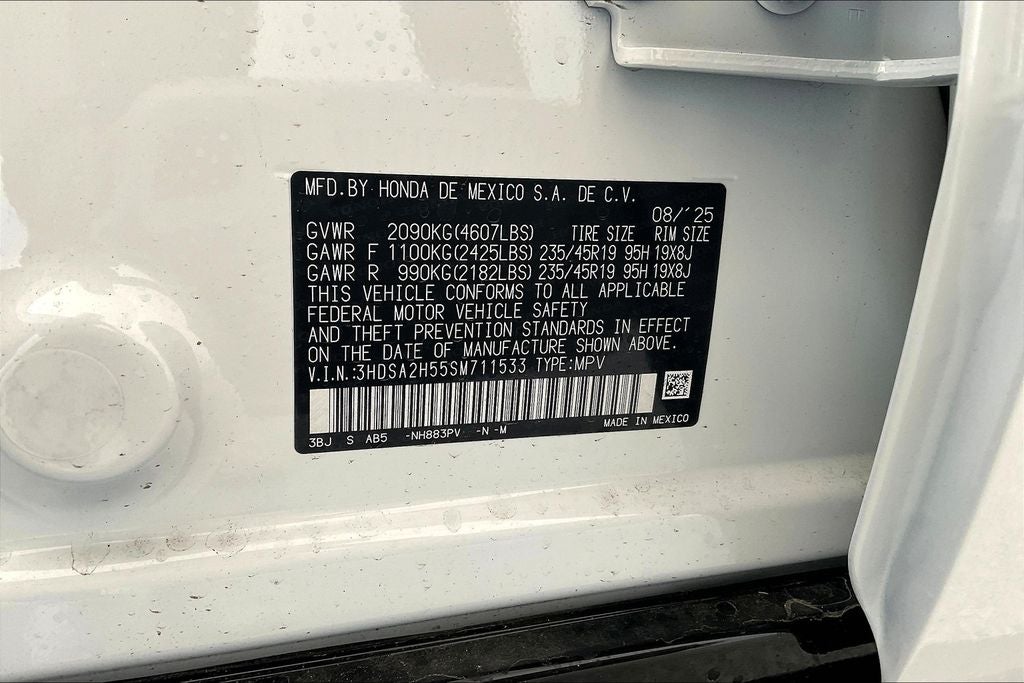 MFD.BY HONDA DE MEXICO S.A. DE C.V.
08/'25
GVWR 2090KG(4607LBS) TIRE SIZE RIM SIZE
GAWR F 1100KG(2425LBS) 235/45R19 95H 19X8J
GAWR R 990KG(2182LBS) 235/45R19 95H 19X8J
THIS VEHICLE CONFORMS TO ALL APPLICABLE
FEDERAL MOTOR VEHICLE SAFETY
AND THEFT PREVENTION STANDARDS IN EFFECT
ON THE DATE OF MANUFACTURE SHOWN ABOVE.
V.I.N.:3HDSA2H55SM711533 TYPE:MPV
MADE IN MEXICO
3BJ S AB5 -NH883PV -N -M